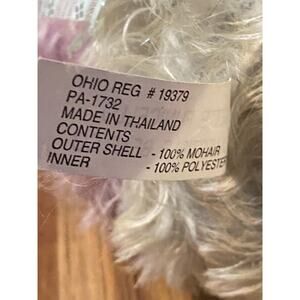 OHIO REG # 19379
PA-1732
MADE IN THAILAND
CONTENTS
OUTER SHELL - 100% MOHAIR
INNER - 100% POLYESTER